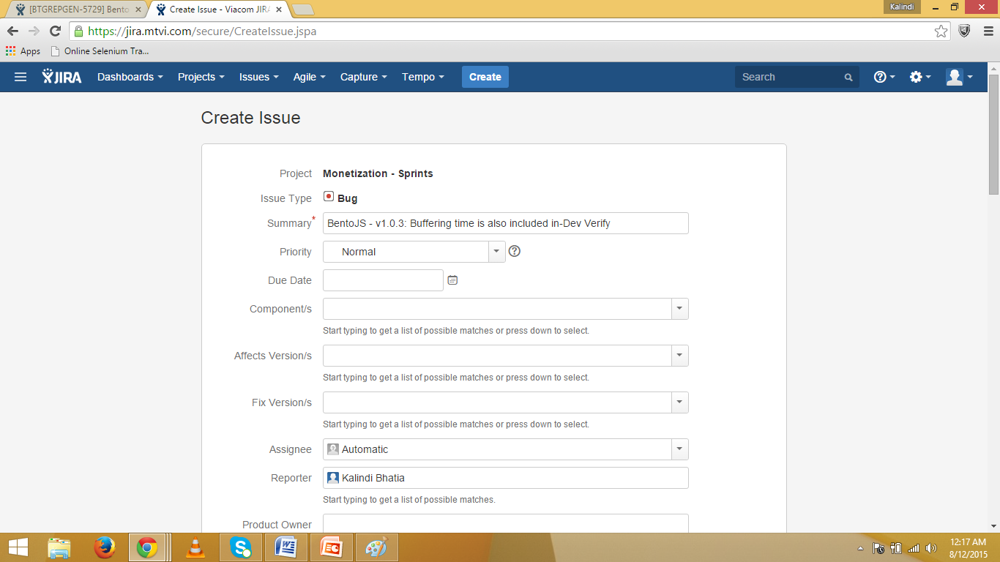 [BTGREPGEN-5729] Bento
Create Issue - Viacom JIRA
Kalindi
https://jira.mtvi.com/secure/CreateIssue.jspa
Apps
Online Selenium Tra...
JIRA Dashboards Projects Issues Agile Capture Tempo Create Search
Create Issue
Project Monetization - Sprints
Issue Type Bug
Summary* BentoJS - v1.0.3: Buffering time is also included in-Dev Verify
Priority Normal
Due Date
Component/s
Start typing to get a list of possible matches or press down to select.
Affects Version/s
Start typing to get a list of possible matches or press down to select.
Fix Version/s
Start typing to get a list of possible matches or press down to select.
Assignee Automatic
Reporter Kalindi Bhatia
Start typing to get a list of possible matches.
Product Owner
12:17 AM
8/12/2015